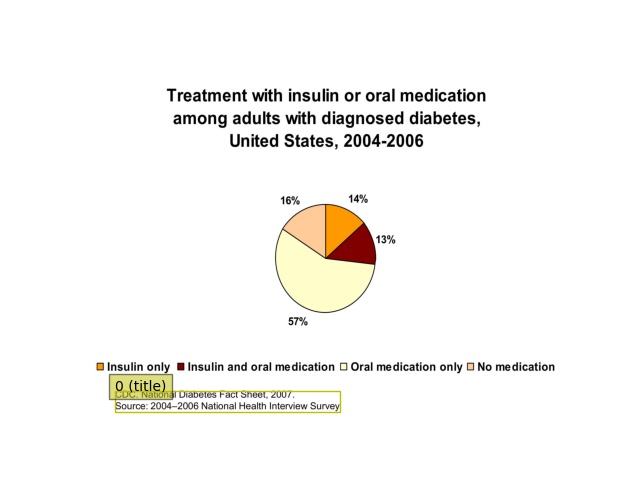 Treatment with insulin or oral medication
among adults with diagnosed diabetes,
United States, 2004-2006
16%
14%
13%
57%
Insulin only
Insulin and oral medication
Oral medication only
No medication
0 (title)
CDC. National Diabetes Fact Sheet, 2007.
Source: 2004–2006 National Health Interview Survey